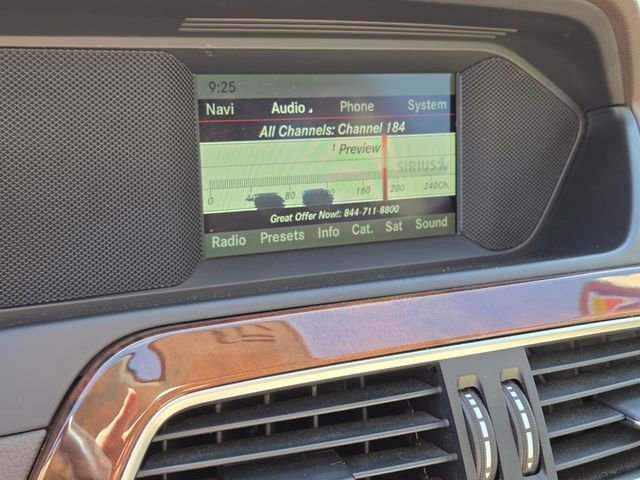 9:25
Navi Audio Phone System
All Channels: Channel 184
! Preview
SIRIUS
0 80 160 200 240Ch.
Great Offer Now!: 844-711-8800
Radio Presets Info Cat. Sat Sound